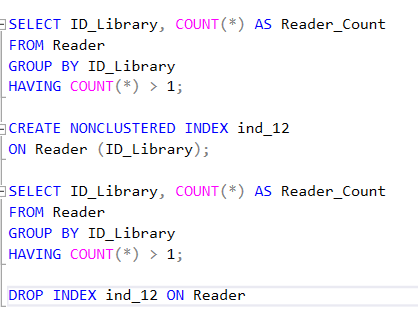 SELECT ID_Library, COUNT(*) AS Reader_Count
FROM Reader
GROUP BY ID_Library
HAVING COUNT(*) > 1;
CREATE NONCLUSTERED INDEX ind_12
ON Reader (ID_Library);
SELECT ID_Library, COUNT(*) AS Reader_Count
FROM Reader
GROUP BY ID_Library
HAVING COUNT(*) > 1;
DROP INDEX ind_12 ON Reader